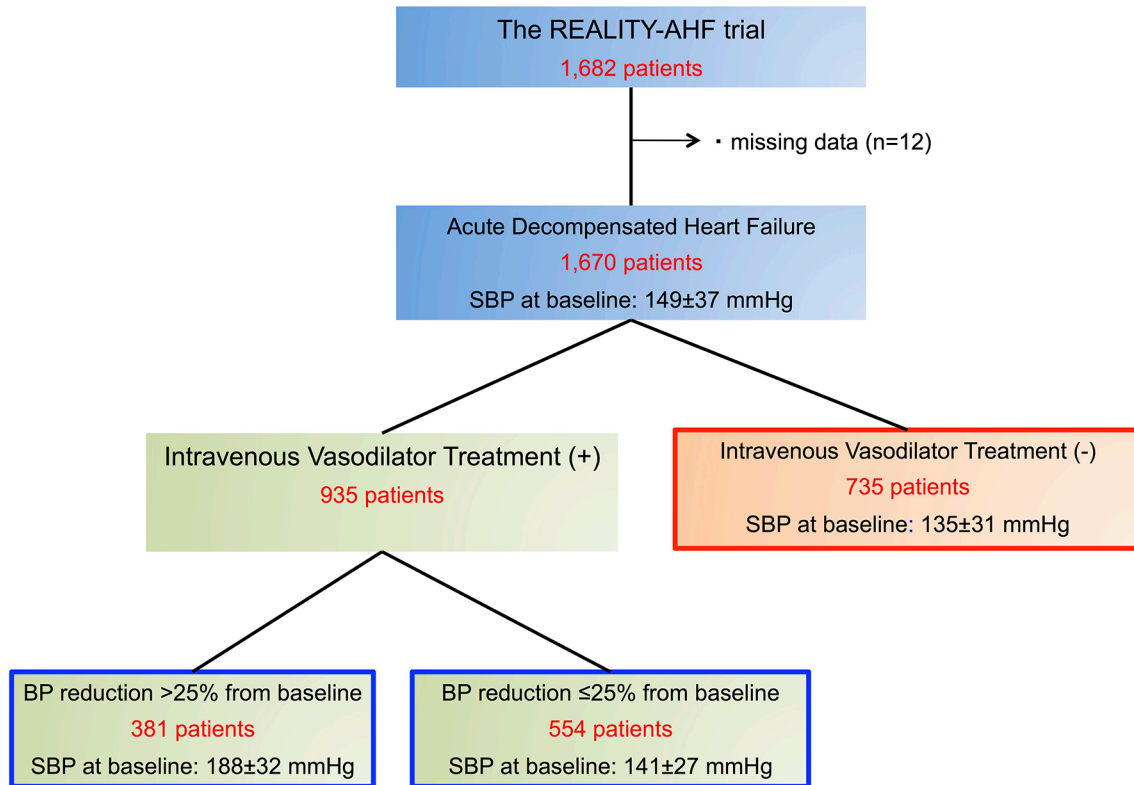 The REALITY-AHF trial
1,682 patients
· missing data (n=12)
Acute Decompensated Heart Failure
1,670 patients
SBP at baseline: 149±37 mmHg
Intravenous Vasodilator Treatment (+)
935 patients
Intravenous Vasodilator Treatment (-)
735 patients
SBP at baseline: 135±31 mmHg
BP reduction >25% from baseline
381 patients
SBP at baseline: 188±32 mmHg
BP reduction ≤25% from baseline
554 patients
SBP at baseline: 141±27 mmHg